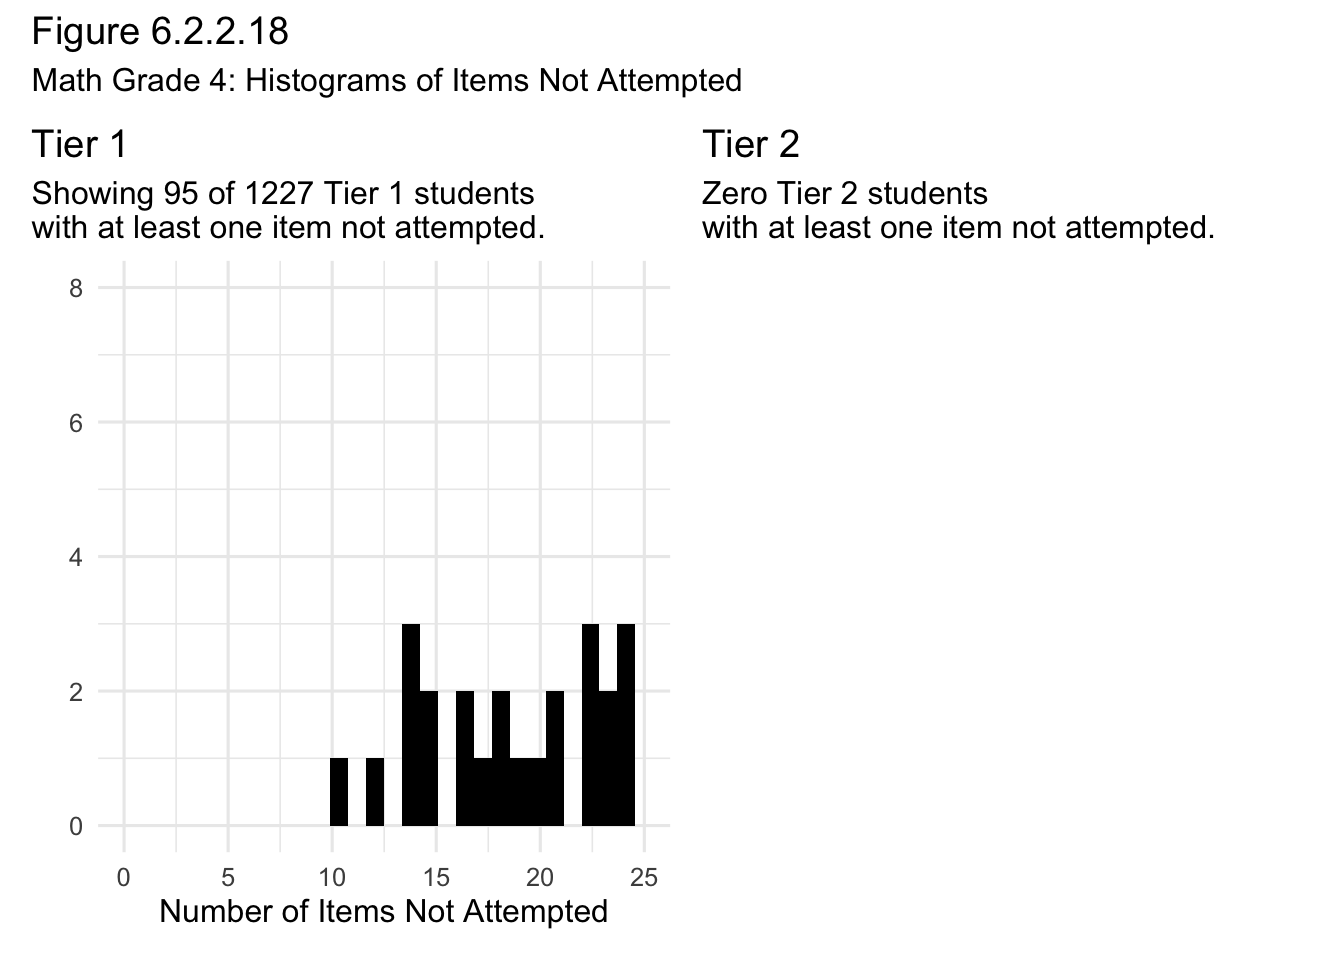 Figure 6.2.2.18
Math Grade 4: Histograms of Items Not Attempted
Tier 1
Showing 95 of 1227 Tier 1 students
with at least one item not attempted.
8
6
4
2
0
0 5 10 15 20 25
Number of Items Not Attempted
Tier 2
Zero Tier 2 students
with at least one item not attempted.